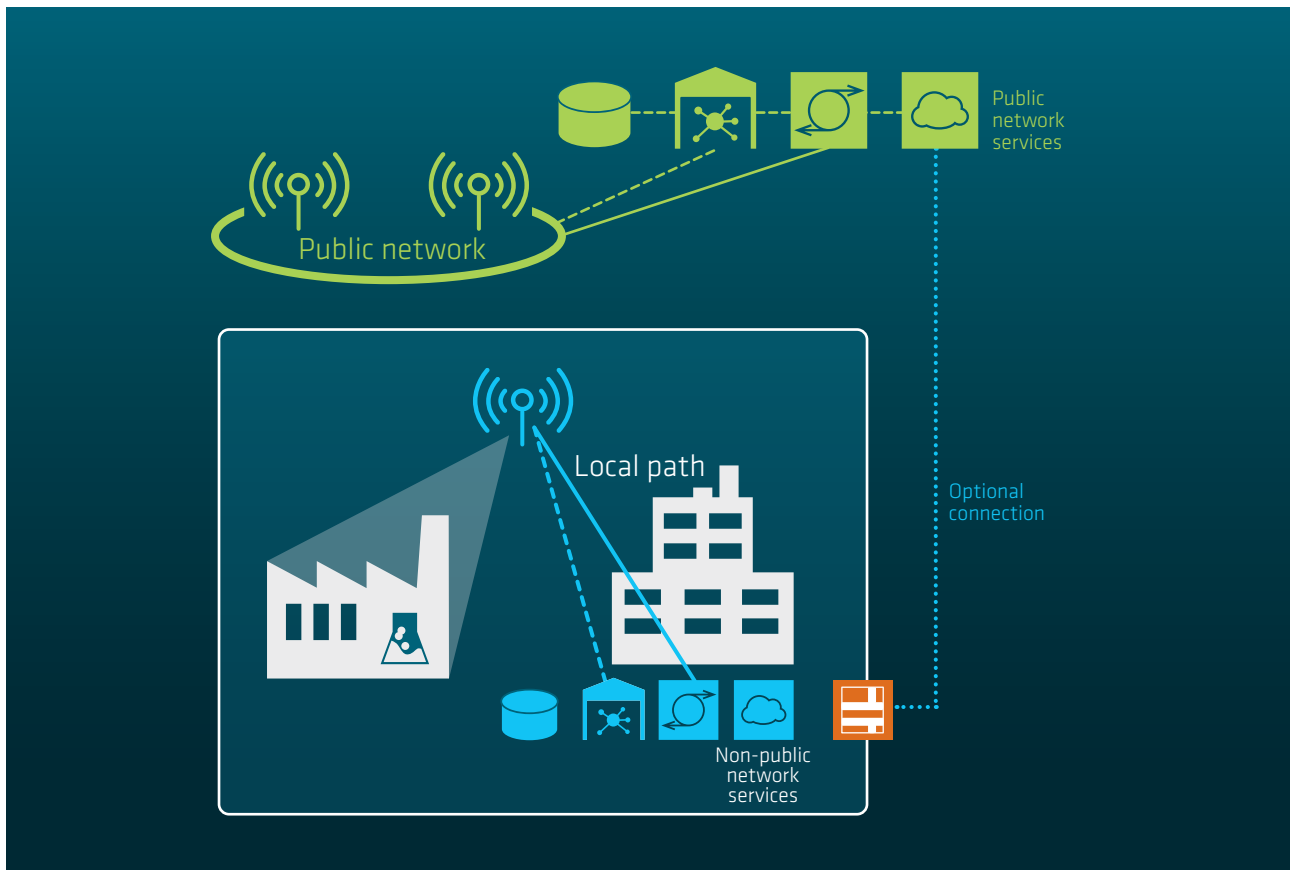 Public
network
services
Public network
Local path
Optional
connection
Non-public
network
services